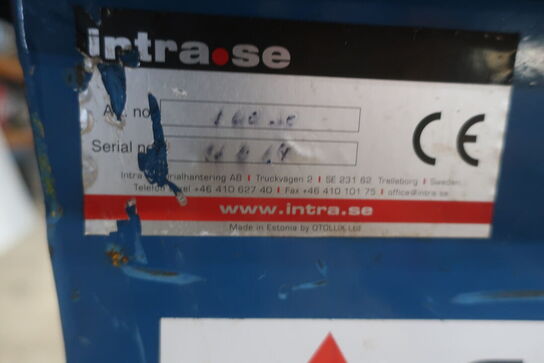 intra.se
Art. no
Serial no
CE
Intra Materialhantering AB | Truckvägen 2 | SE 231 62 Trelleborg | Sweden
+46 410 627 40 | Fax +46 410 101 75 | office@intra.se
www.intra.se
Made in Estonia by OTOLUX Ltd